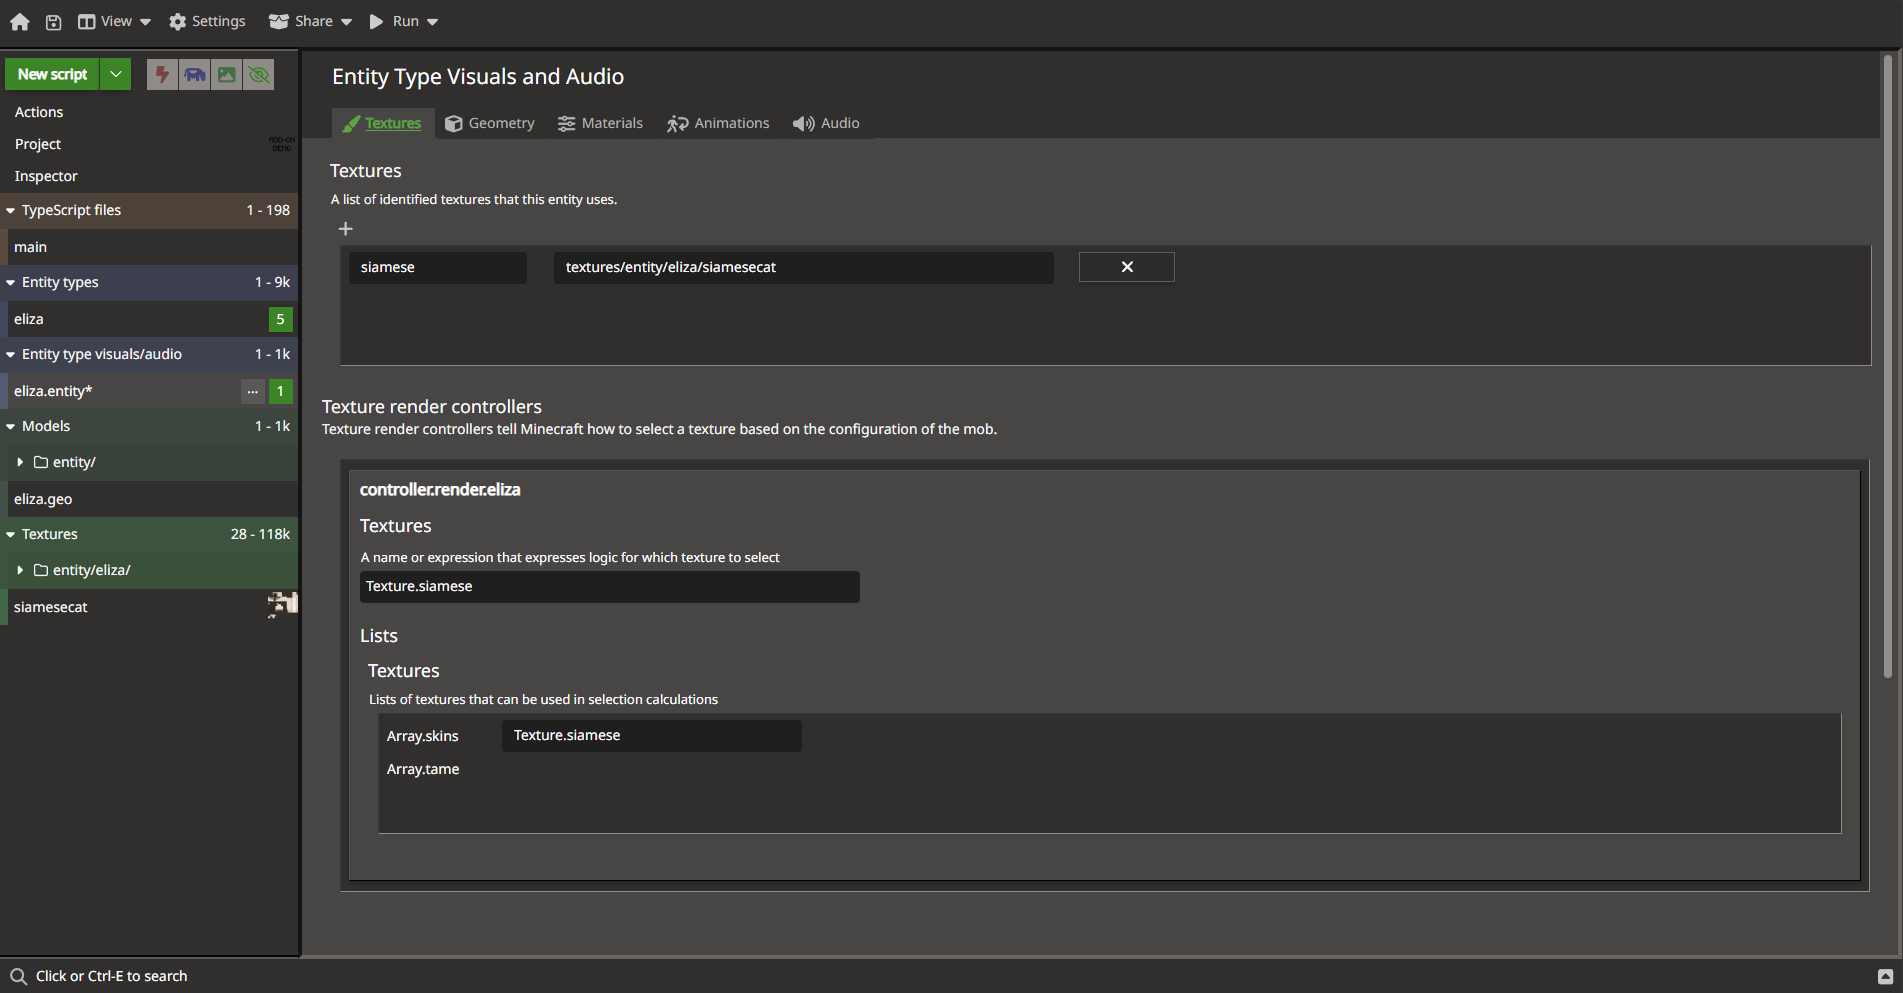 View Settings Share Run
New script
Actions
Project
ADD-ON
DEMO
Inspector
TypeScript files 1 - 198
main
Entity types 1 - 9k
eliza 5
Entity type visuals/audio 1 - 1k
eliza.entity* ... 1
Models 1 - 1k
entity/
eliza.geo
Textures 28 - 118k
entity/eliza/
siamesecat
Entity Type Visuals and Audio
Textures Geometry Materials Animations Audio
Textures
A list of identified textures that this entity uses.
siamese textures/entity/eliza/siamesecat
Texture render controllers
Texture render controllers tell Minecraft how to select a texture based on the configuration of the mob.
controller.render.eliza
Textures
A name or expression that expresses logic for which texture to select
Texture.siamese
Lists
Textures
Lists of textures that can be used in selection calculations
Array.skins Texture.siamese
Array.tame
Click or Ctrl-E to search